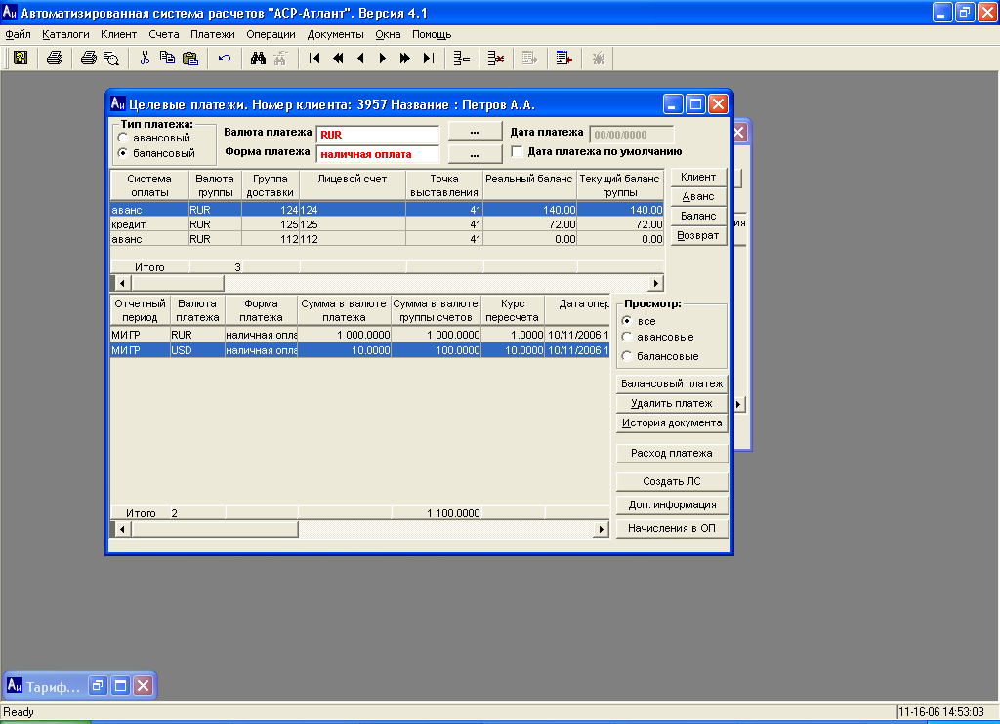 Автоматизированная система расчетов "АСР-Атлант". Версия 4.1
Файл Каталоги Клиент Счета Платежи Операции Документы Окна Помощь
Целевые платежи. Номер клиента: 3957 Название : Петров А.А.
Тип платежа:
авансовый
балансовый
Валюта платежа RUR ... Дата платежа 00/00/0000
Форма платежа наличная оплата ... Дата платежа по умолчанию
Система оплаты Валюта группы Группа доставки Лицевой счет Точка выставления Реальный баланс Текущий баланс группы
аванс RUR 124 124 41 140.00 140.00
кредит RUR 125 125 41 72.00 72.00
аванс RUR 112 112 41 0.00 0.00
Итого 3
Клиент
Аванс
Баланс
Возврат
ия
Отчетный период Валюта платежа Форма платежа Сумма в валюте платежа Сумма в валюте группы счетов Курс пересчета Дата опер
МИГР RUR наличная опла 1 000.0000 1 000.0000 1.0000 10/11/2006 1
МИГР USD наличная опла 10.0000 100.0000 10.0000 10/11/2006 1
Итого 2 1 100.0000
Просмотр:
все
авансовые
балансовые
Балансовый платеж
Удалить платеж
История документа
Расход платежа
Создать ЛС
Доп. информация
Начисления в ОП
Тариф...
Ready 11-16-06 14:53:03